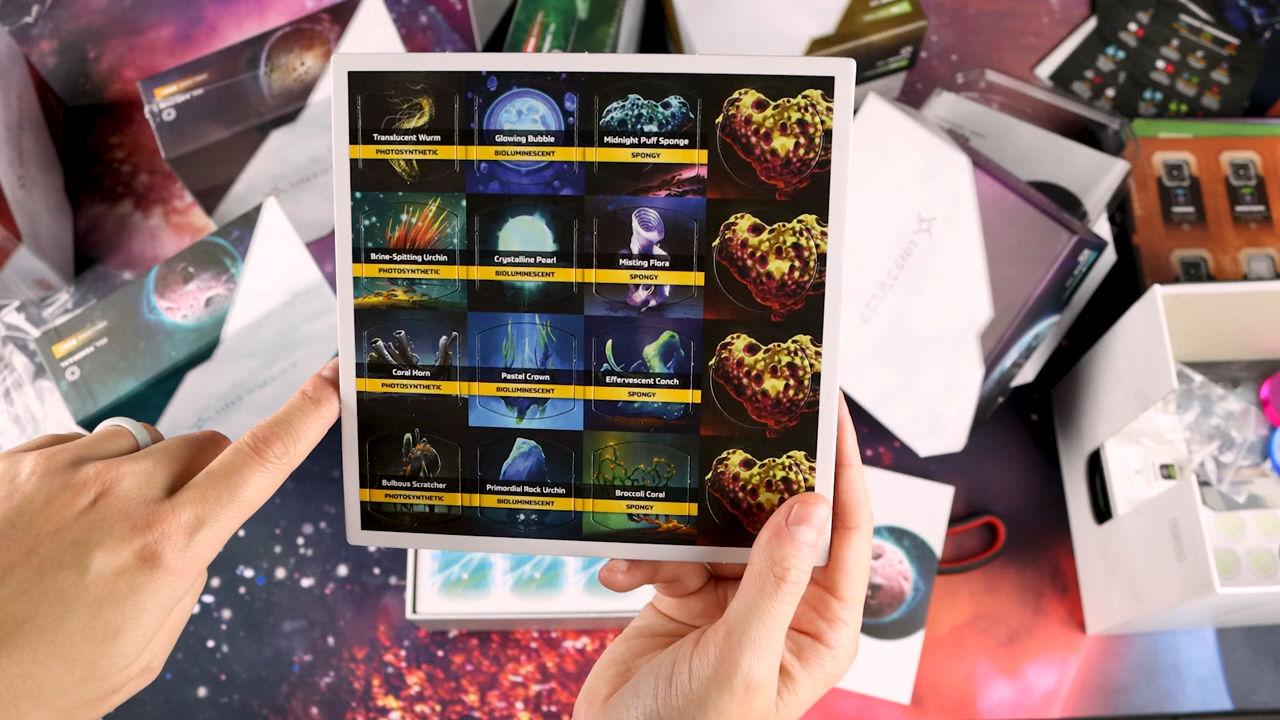 Translucent Wurm
PHOTOSYNTHETIC
Glowing Bubble
BIOLUMINESCENT
Midnight Puff Sponge
SPONGY
Brine-Spitting Urchin
PHOTOSYNTHETIC
Crystalline Pearl
BIOLUMINESCENT
Misting Flora
SPONGY
Coral Horn
PHOTOSYNTHETIC
Pastel Crown
BIOLUMINESCENT
Effervescent Conch
SPONGY
Bulbous Scratcher
PHOTOSYNTHETIC
Primordial Rock Urchin
BIOLUMINESCENT
Broccoli Coral
SPONGY